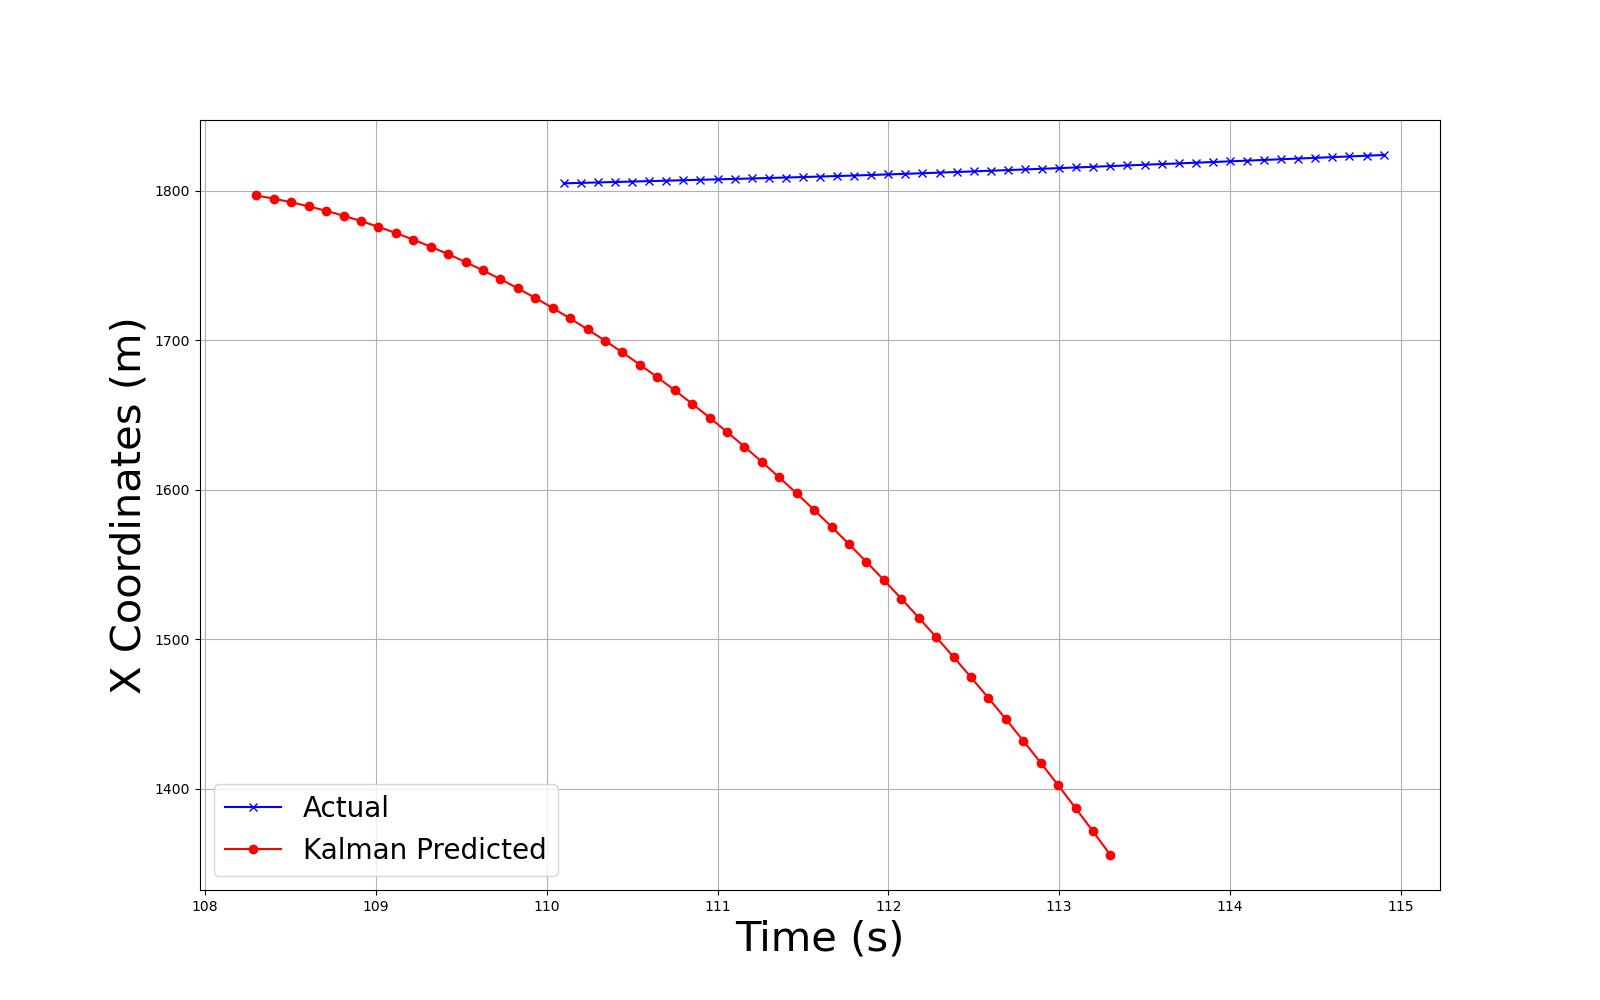 X Coordinates (m)
1800
1700
1600
1500
1400
Actual
Kalman Predicted
108 109 110 111 112 113 114 115
Time (s)